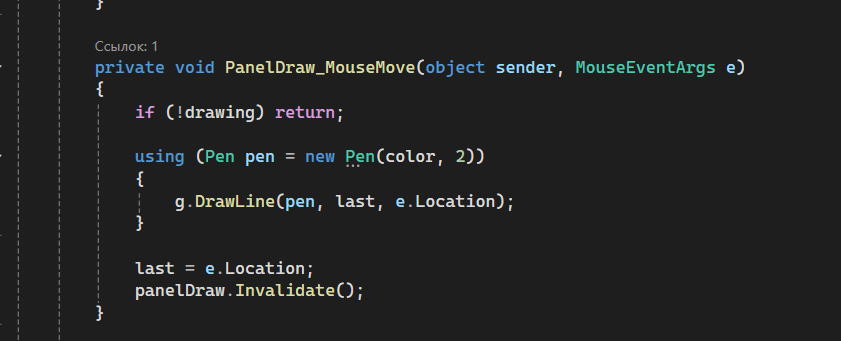 }
Ссылок: 1
private void PanelDraw_MouseMove(object sender, MouseEventArgs e)
{
if (!drawing) return;
using (Pen pen = new Pen(color, 2))
{
g.DrawLine(pen, last, e.Location);
}
last = e.Location;
panelDraw.Invalidate();
}